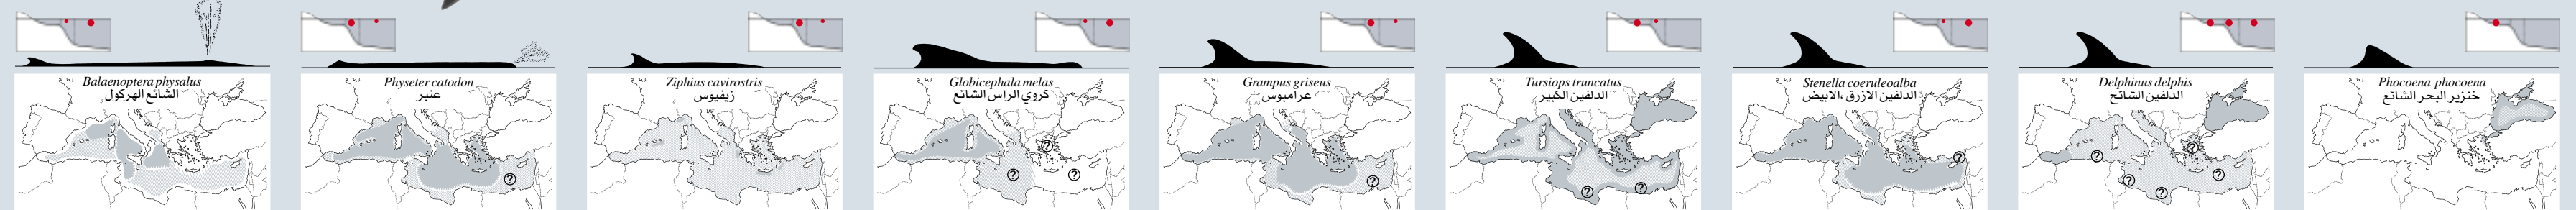 Balaenoptera physalus
الشائع الهركول
Physeter catodon
عنبر
Ziphius cavirostris
زيفيوس
Globicephala melas
كروي الراس الشائع
?
?
?
Grampus griseus
غرامبوس
?
Tursiops truncatus
الدلفين الكبير
?
?
Stenella coeruleoalba
الدلفين الازرق ،الابيض
?
Delphinus delphis
الدلفين الشائع
?
?
?
?
?
Phocoena phocoena
خنزير البحر الشائع
?